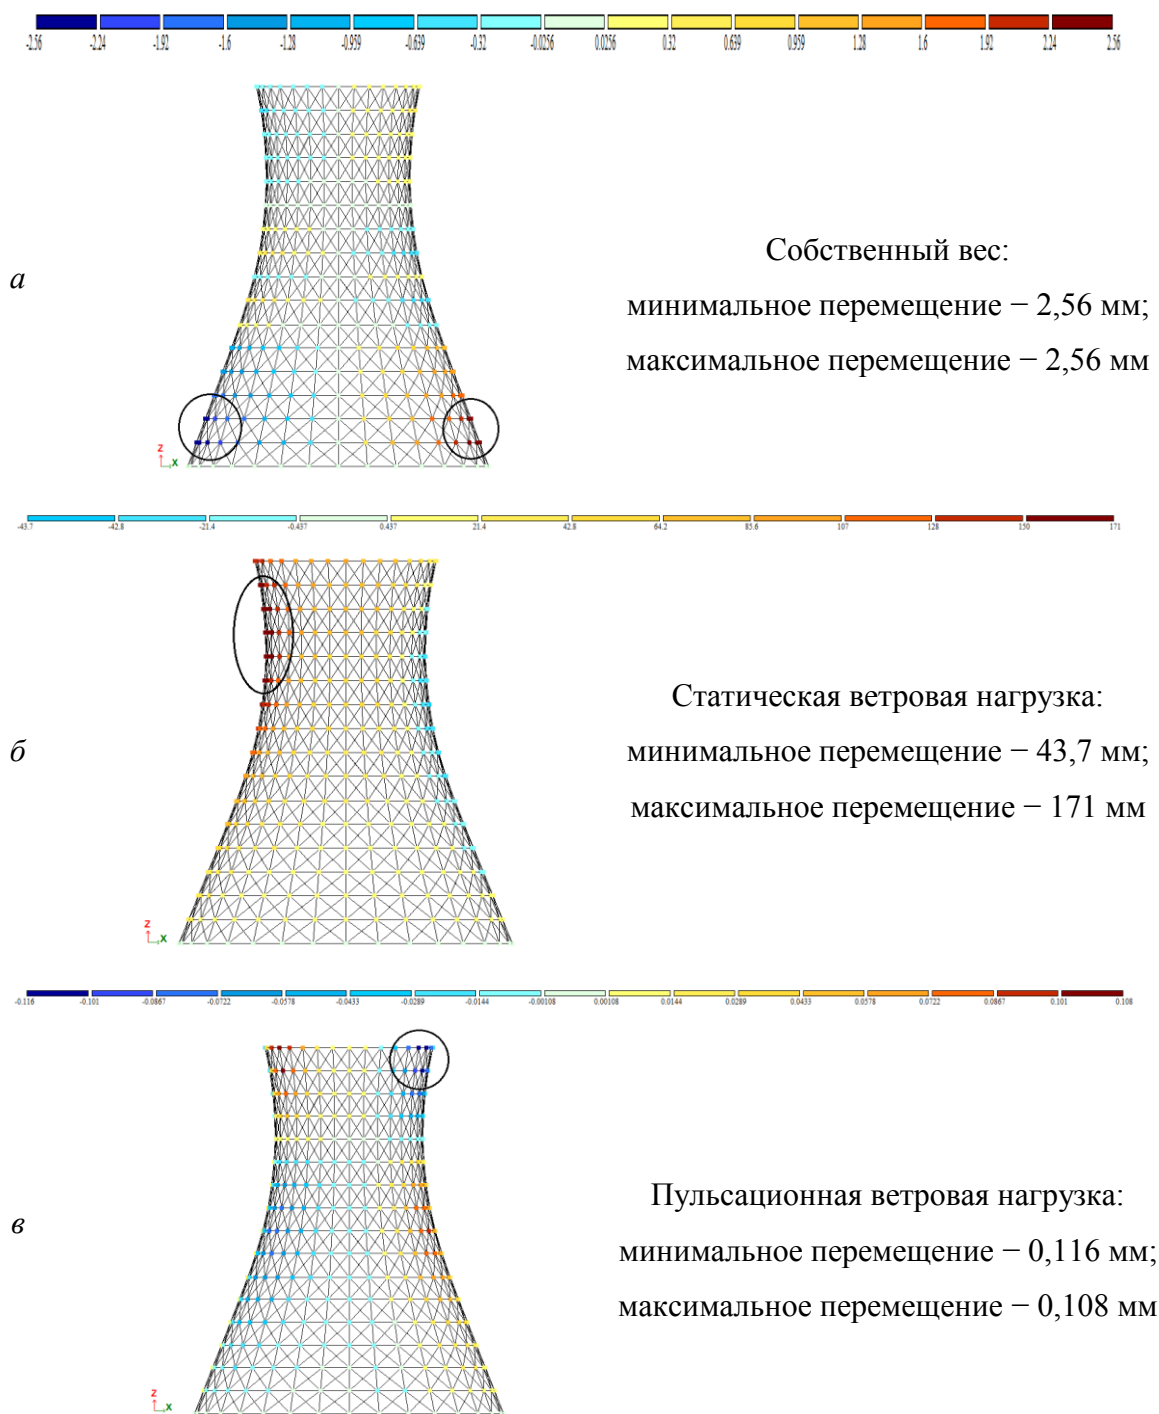 -2.56 -2.24 -1.92 -1.6 -1.28 -0.959 -0.639 -0.32 -0.0256 0.0256 0.32 0.639 0.959 1.28 1.6 1.92 2.24 2.56
а
Собственный вес:
минимальное перемещение − 2,56 мм;
максимальное перемещение − 2,56 мм
Z
X
-43.7 -42.8 -21.4 -0.437 0.437 21.4 42.8 64.2 85.6 107 128 150 171
б
Статическая ветровая нагрузка:
минимальное перемещение − 43,7 мм;
максимальное перемещение − 171 мм
Z
X
-0.116 -0.101 -0.0867 -0.0722 -0.0578 -0.0433 -0.0289 -0.0144 -0.00108 0.00108 0.0144 0.0289 0.0433 0.0578 0.0722 0.0867 0.101 0.108
в
Пульсационная ветровая нагрузка:
минимальное перемещение − 0,116 мм;
максимальное перемещение − 0,108 мм
Z
X